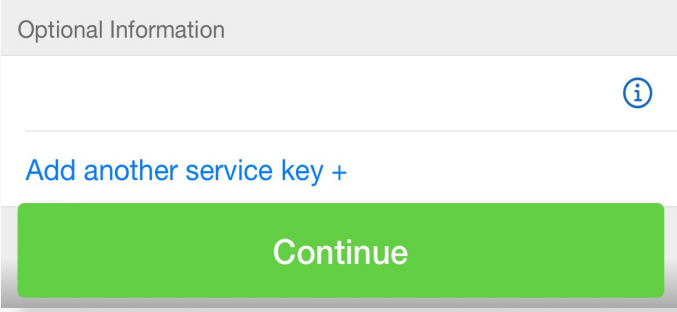 Optional Information
Add another service key +
Continue